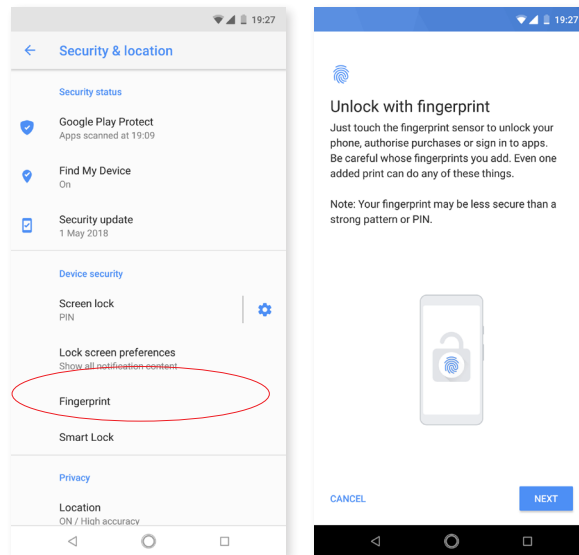 19:27
Security & location
Security status
Google Play Protect
Apps scanned at 19:09
Find My Device
On
Security update
1 May 2018
Device security
Screen lock
PIN
Lock screen preferences
Show all notification content
Fingerprint
Smart Lock
Privacy
Location
ON / High accuracy
19:27
Unlock with fingerprint
Just touch the fingerprint sensor to unlock your
phone, authorise purchases or sign in to apps.
Be careful whose fingerprints you add. Even one
added print can do any of these things.
Note: Your fingerprint may be less secure than a
strong pattern or PIN.
CANCEL
NEXT